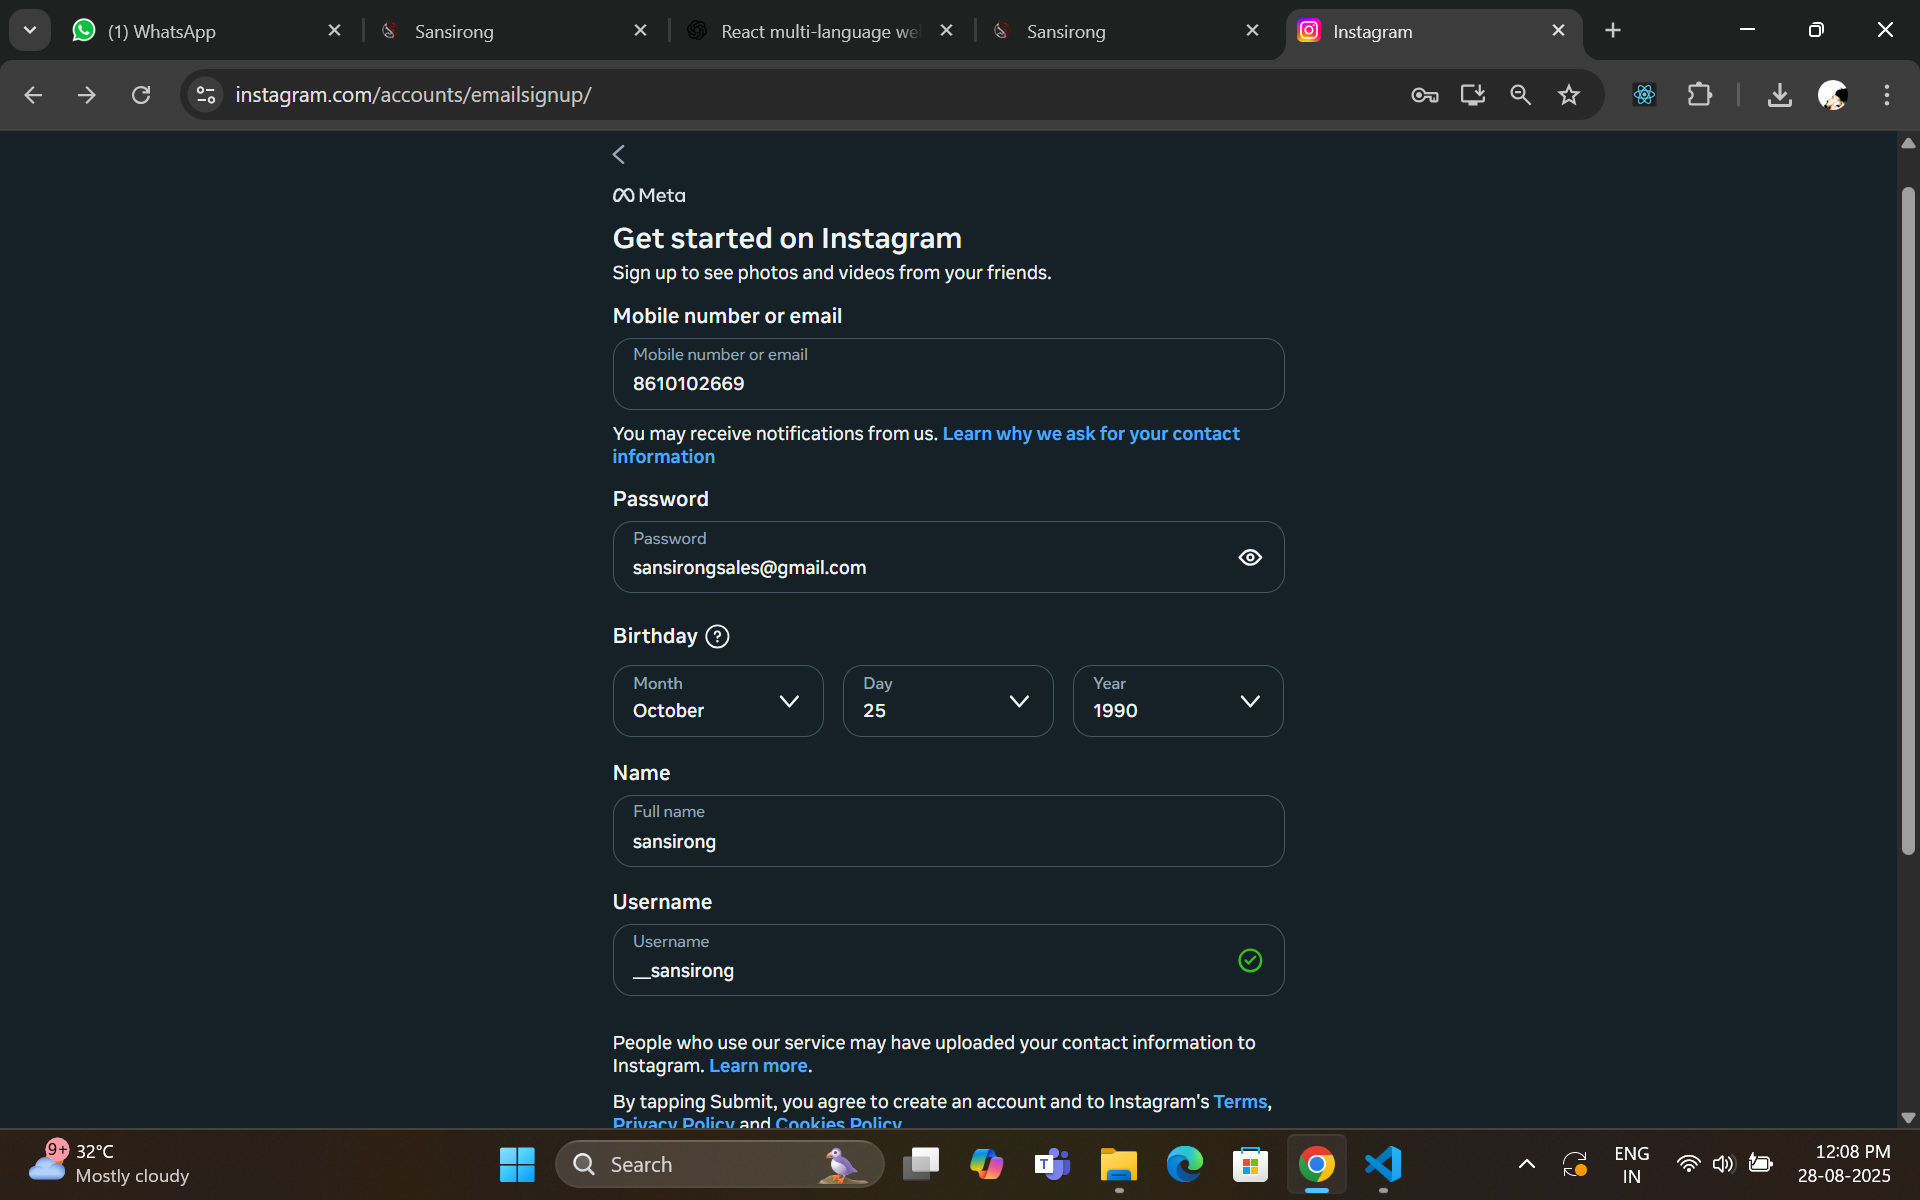 (1) WhatsApp
Sansirong
React multi-language we
Sansirong
Instagram
instagram.com/accounts/emailsignup/
Meta
Get started on Instagram
Sign up to see photos and videos from your friends.
Mobile number or email
Mobile number or email
8610102669
You may receive notifications from us. Learn why we ask for your contact
information
Password
Password
sansirongsales@gmail.com
Birthday ?
Month
October
Day
25
Year
1990
Name
Full name
sansirong
Username
Username
__sansirong
People who use our service may have uploaded your contact information to
Instagram. Learn more.
By tapping Submit, you agree to create an account and to Instagram's Terms,
Privacy Policy and Cookies Policy
9+
32°C
Mostly cloudy
Search
T
ENG
IN
12:08 PM
28-08-2025